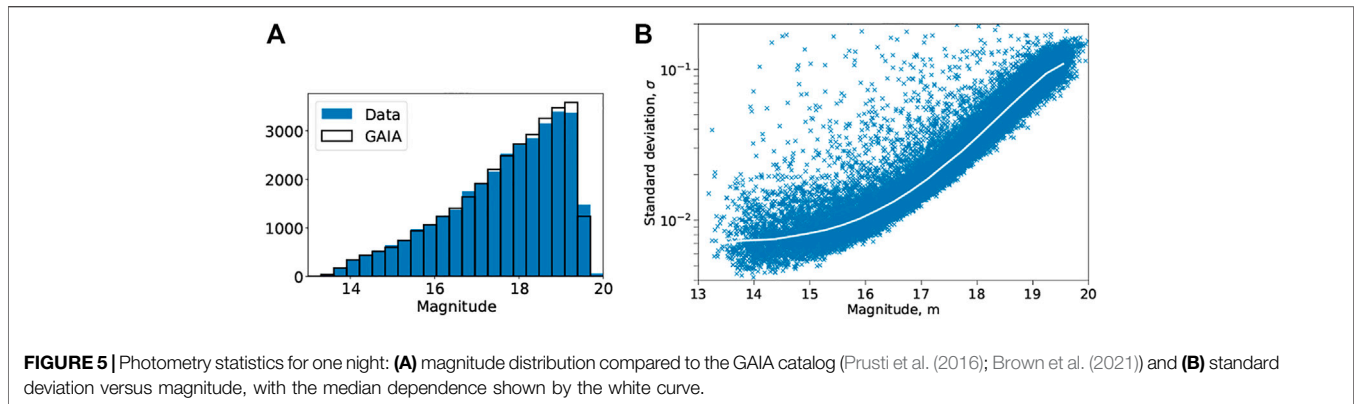 A
Data
GAIA
3000
2000
1000
0
14
16
18
20
Magnitude
B
Standard deviation, σ
10⁻¹
10⁻²
13
14
15
16
17
18
19
20
Magnitude, m
FIGURE 5 | Photometry statistics for one night: (A) magnitude distribution compared to the GAIA catalog (Prusti et al. (2016); Brown et al. (2021)) and (B) standard
deviation versus magnitude, with the median dependence shown by the white curve.